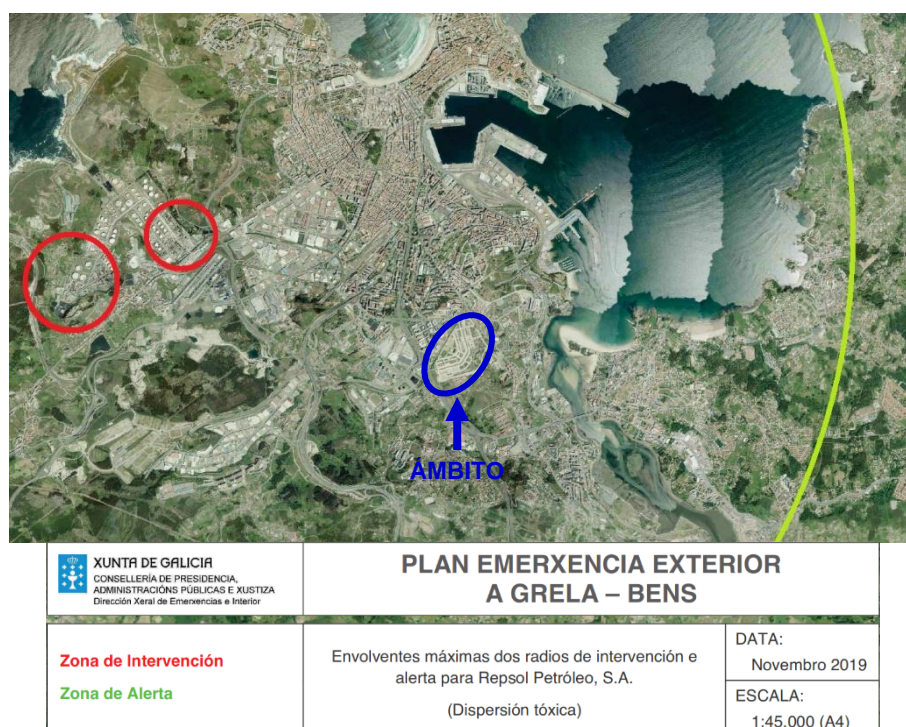 ÁMBITO
XUNTA DE GALICIA
CONSELLERÍA DE PRESIDENCIA,
ADMINISTRACIÓNS PÚBLICAS E XUSTIZA
Dirección Xeral de Emerxencias e Interior
PLAN EMERXENCIA EXTERIOR
A GRELA – BENS
Zona de Intervención
Zona de Alerta
Envolventes máximas dos radios de intervención e
alerta para Repsol Petróleo, S.A.
(Dispersión tóxica)
DATA:
Novembro 2019
ESCALA:
1:45.000 (A4)